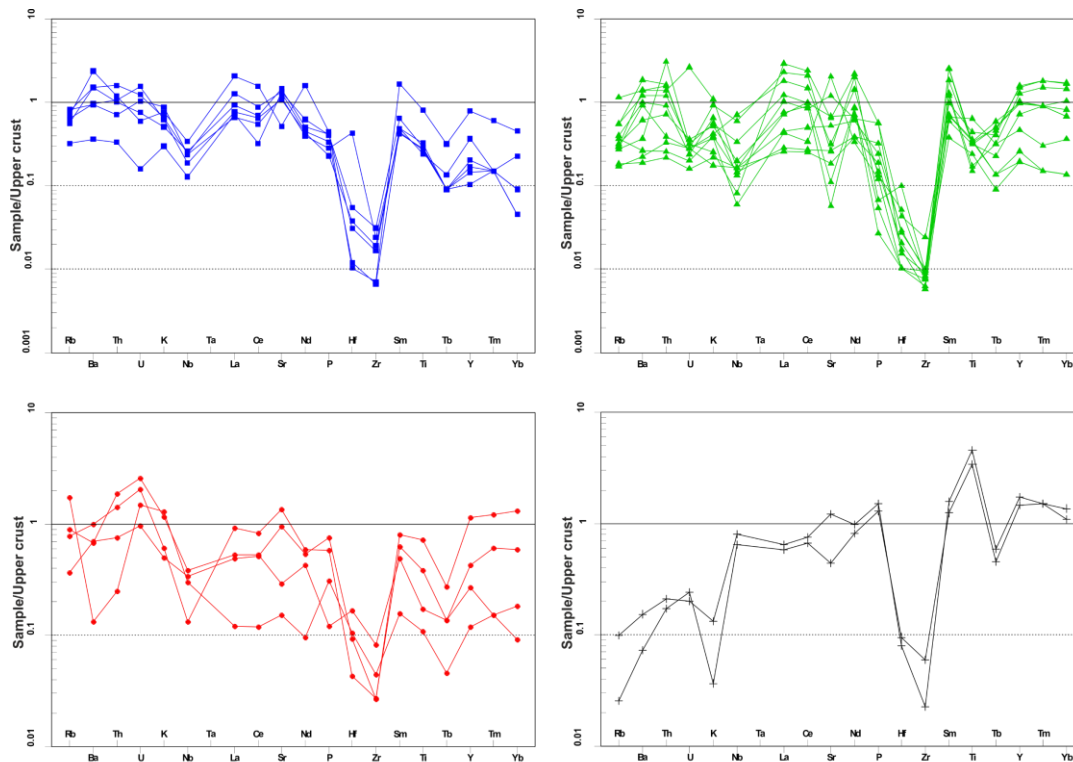 10
1
0.1
0.01
0.001
Sample/Upper crust
Rb Th K Ta Ce Nd Hf Sm Tb Tm
Ba U Nb La Sr P Zr Ti Y Yb
10
1
0.1
0.01
0.001
Sample/Upper crust
Rb Th K Ta Ce Nd Hf Sm Tb Tm
Ba U Nb La Sr P Zr Ti Y Yb
10
1
0.1
0.01
Sample/Upper crust
Rb Th K Ta Ce Nd Hf Sm Tb Tm
Ba U Nb La Sr P Zr Ti Y Yb
10
1
0.1
0.01
Sample/Upper crust
Rb Th K Ta Ce Nd Hf Sm Tb Tm
Ba U Nb La Sr P Zr Ti Y Yb